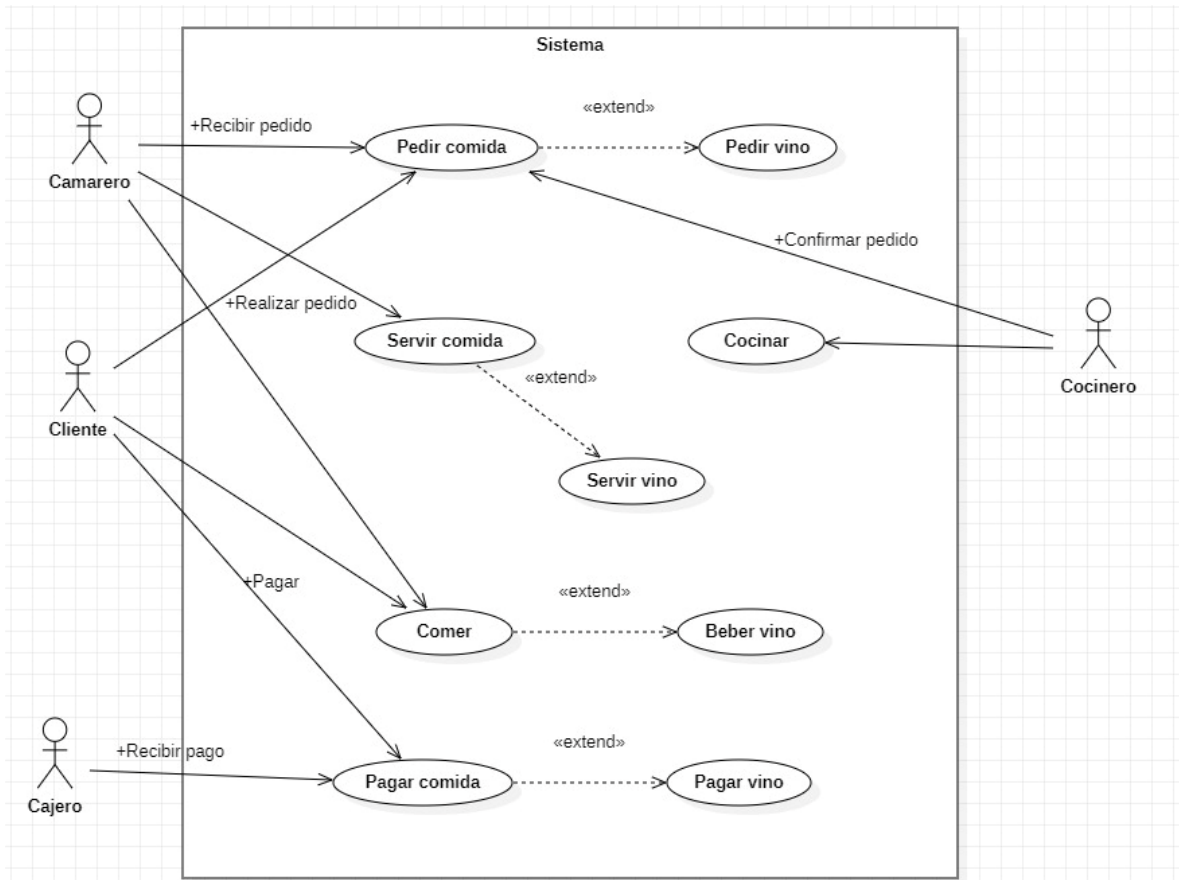 Sistema
«extend»
+Recibir pedido
Pedir comida
Pedir vino
Camarero
+Confirmar pedido
+Realizar pedido
Servir comida
Cocinar
«extend»
Cocinero
Cliente
Servir vino
+Pagar
«extend»
Comer
Beber vino
«extend»
+Recibir pago
Pagar comida
Pagar vino
Cajero